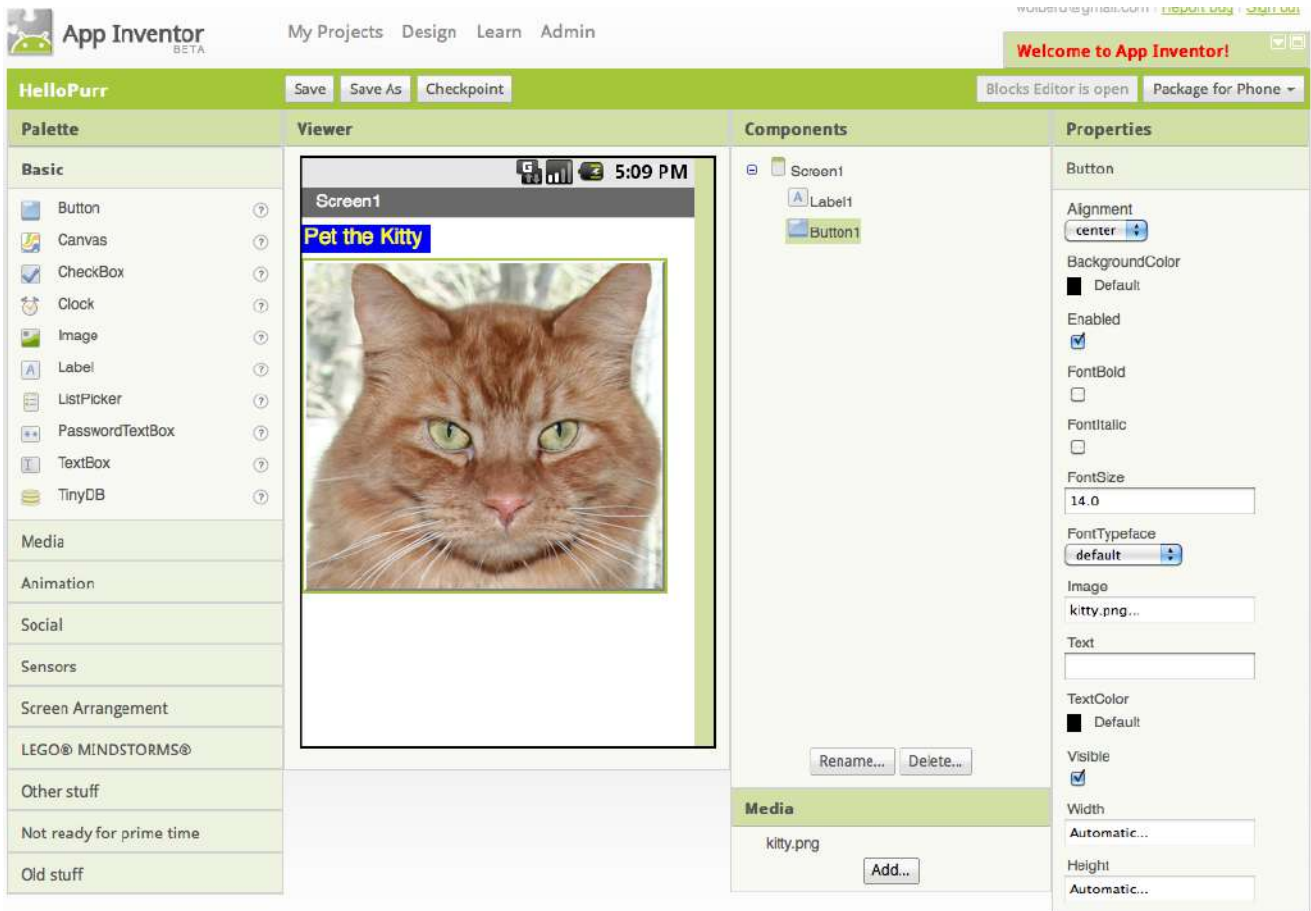 Report Bug | Sign out
App Inventor
BETA
My Projects Design Learn Admin
Welcome to App Inventor!
HelloPurr
Save Save As Checkpoint
Blocks Editor is open Package for Phone
Palette
Viewer
Components
Properties
Basic
Button
Canvas
CheckBox
Clock
Image
Label
ListPicker
PasswordTextBox
TextBox
TinyDB
Media
Animation
Social
Sensors
Screen Arrangement
LEGO® MINDSTORMS®
Other stuff
Not ready for prime time
Old stuff
5:09 PM
Screen1
Pet the Kitty
Screen1
Label1
Button1
Rename... Delete...
Media
kitty.png
Add...
Button
Alignment
center
BackgroundColor
Default
Enabled
FontBold
FontItalic
FontSize
14.0
FontTypeface
default
Image
kitty.png...
Text
TextColor
Default
Visible
Width
Automatic...
Height
Automatic...